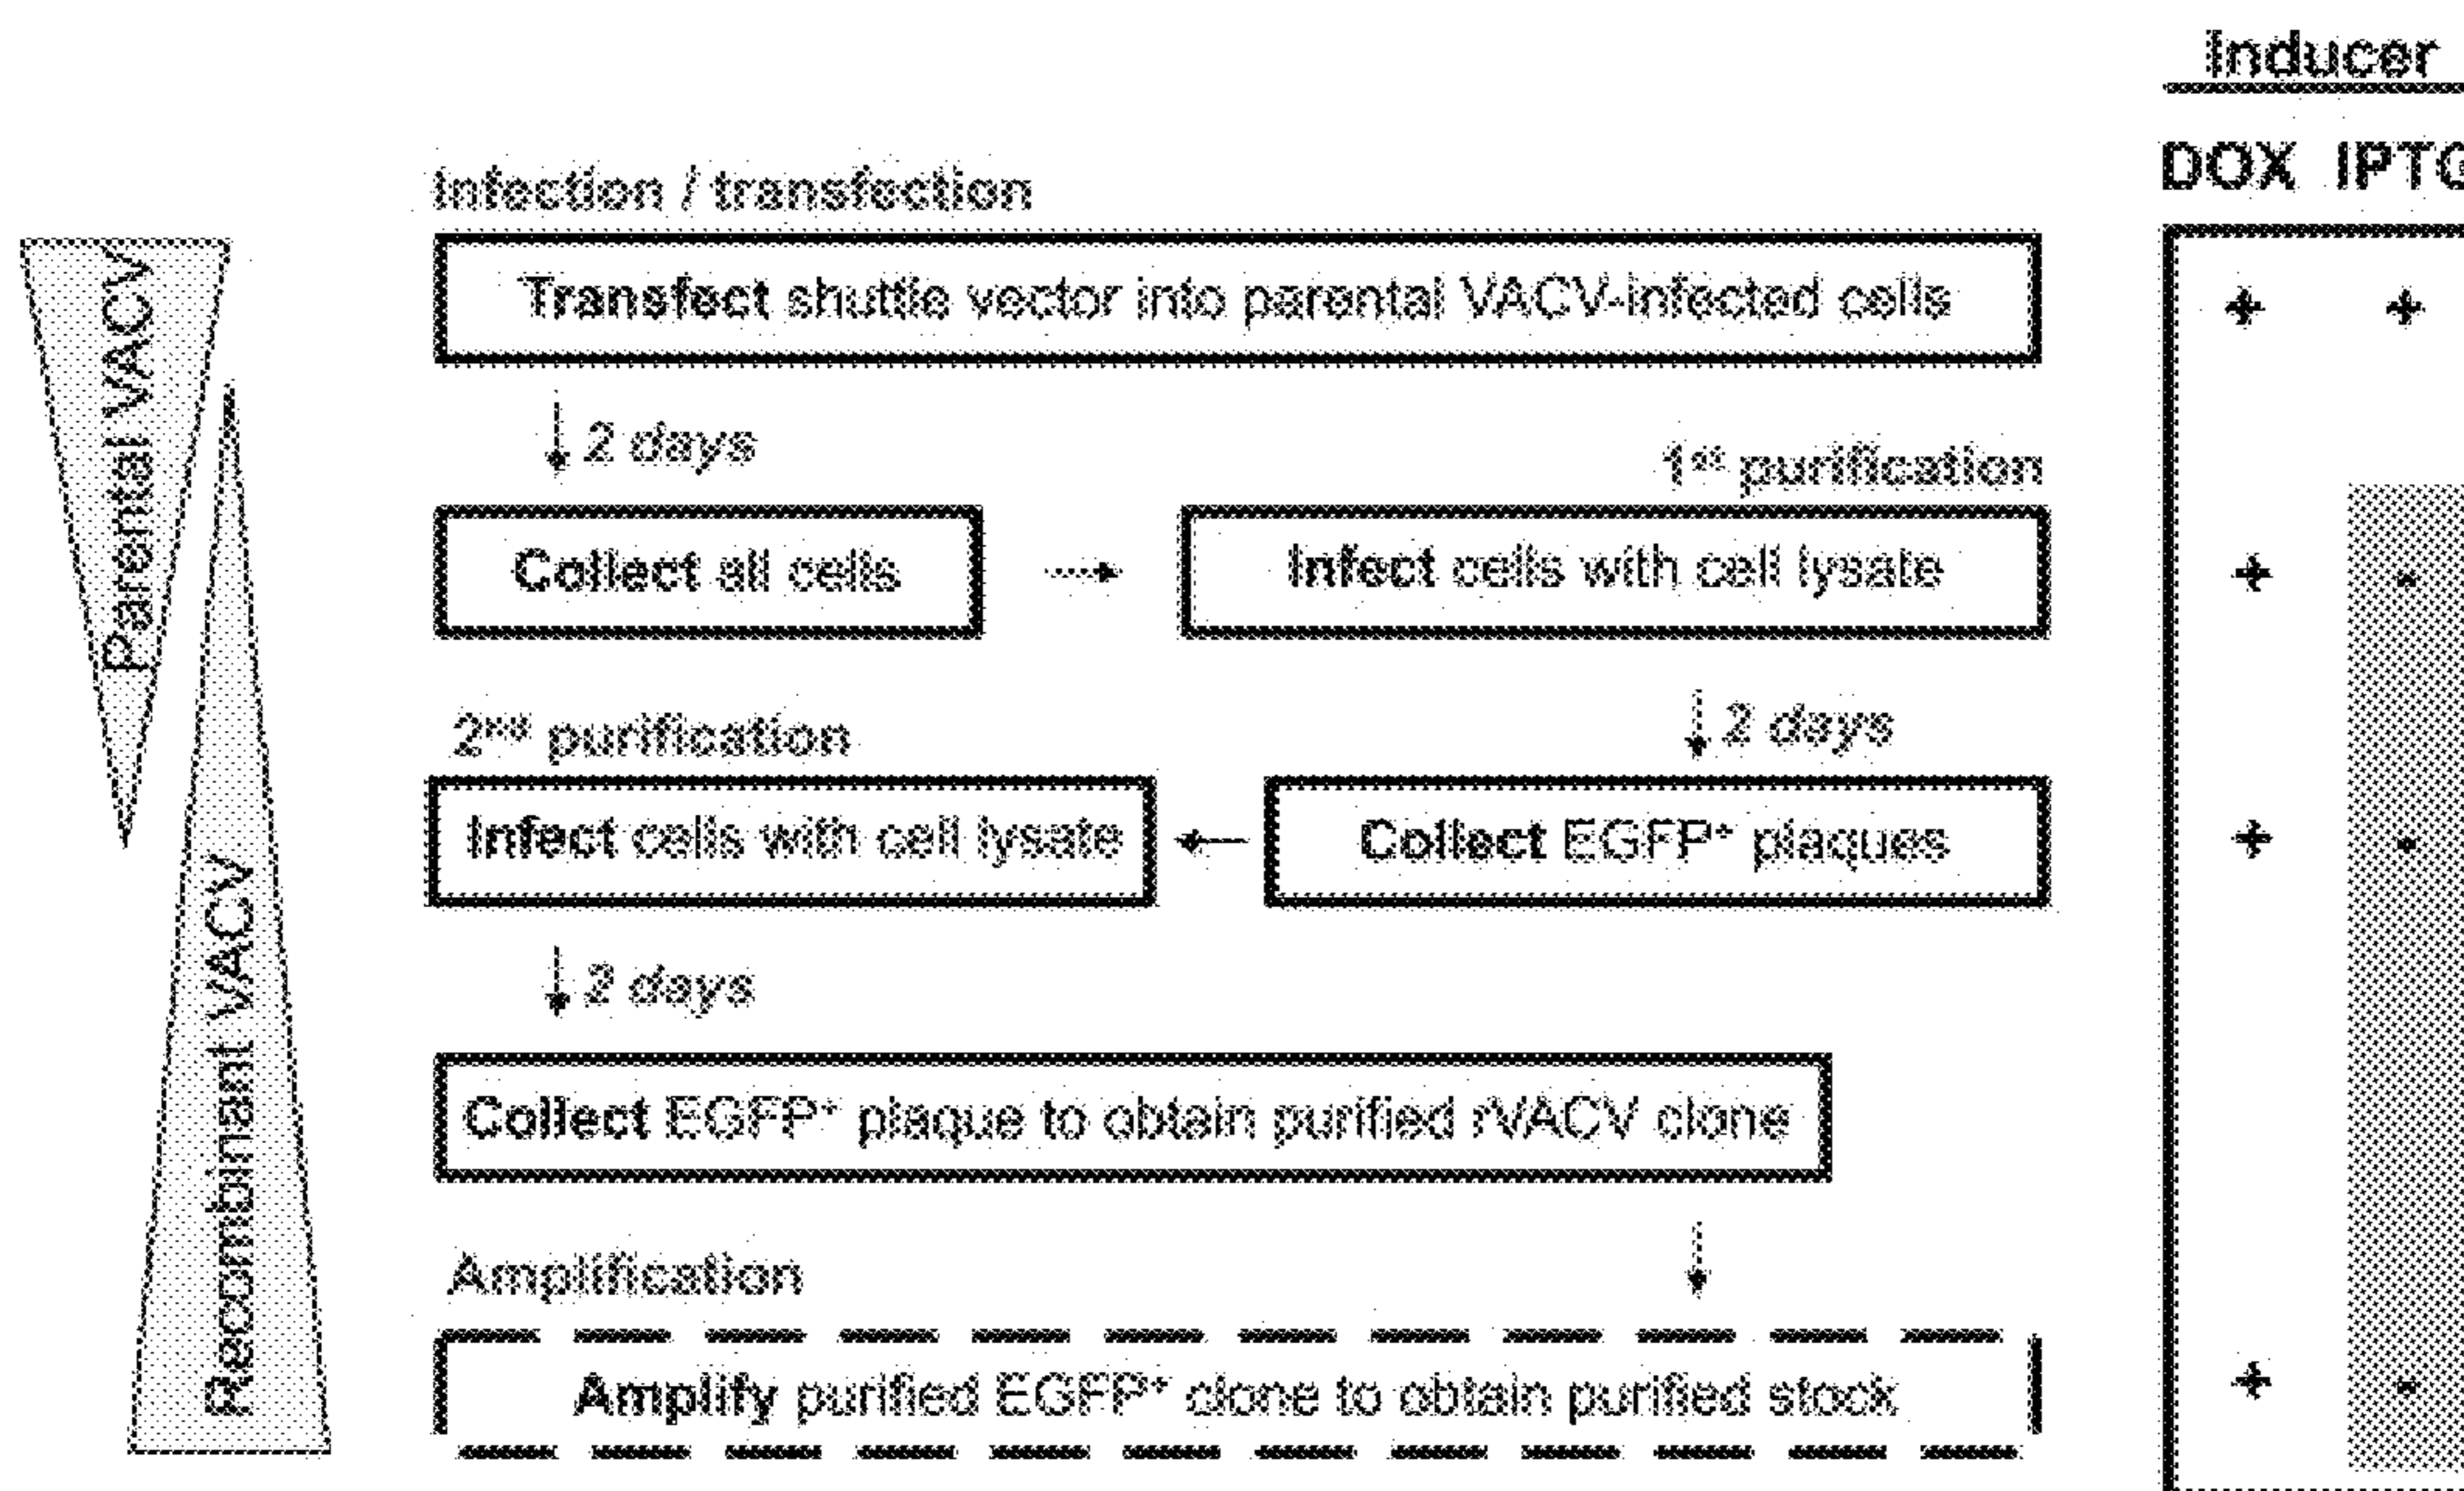 Inducer
DOX IPTG
Infection / transfection
Transfect shuttle vector into parental VACV-infected cells
+ +
Parental VACV
2 days
1st purification
Collect all cells
Infect cells with cell lysate
+ -
2nd purification
2 days
Infect cells with cell lysate
Collect EGFP+ plaques
+ -
Recombinant VACV
2 days
Collect EGFP+ plaque to obtain purified rVACV clone
Amplification
Amplify purified EGFP+ clone to obtain purified stock
+ -